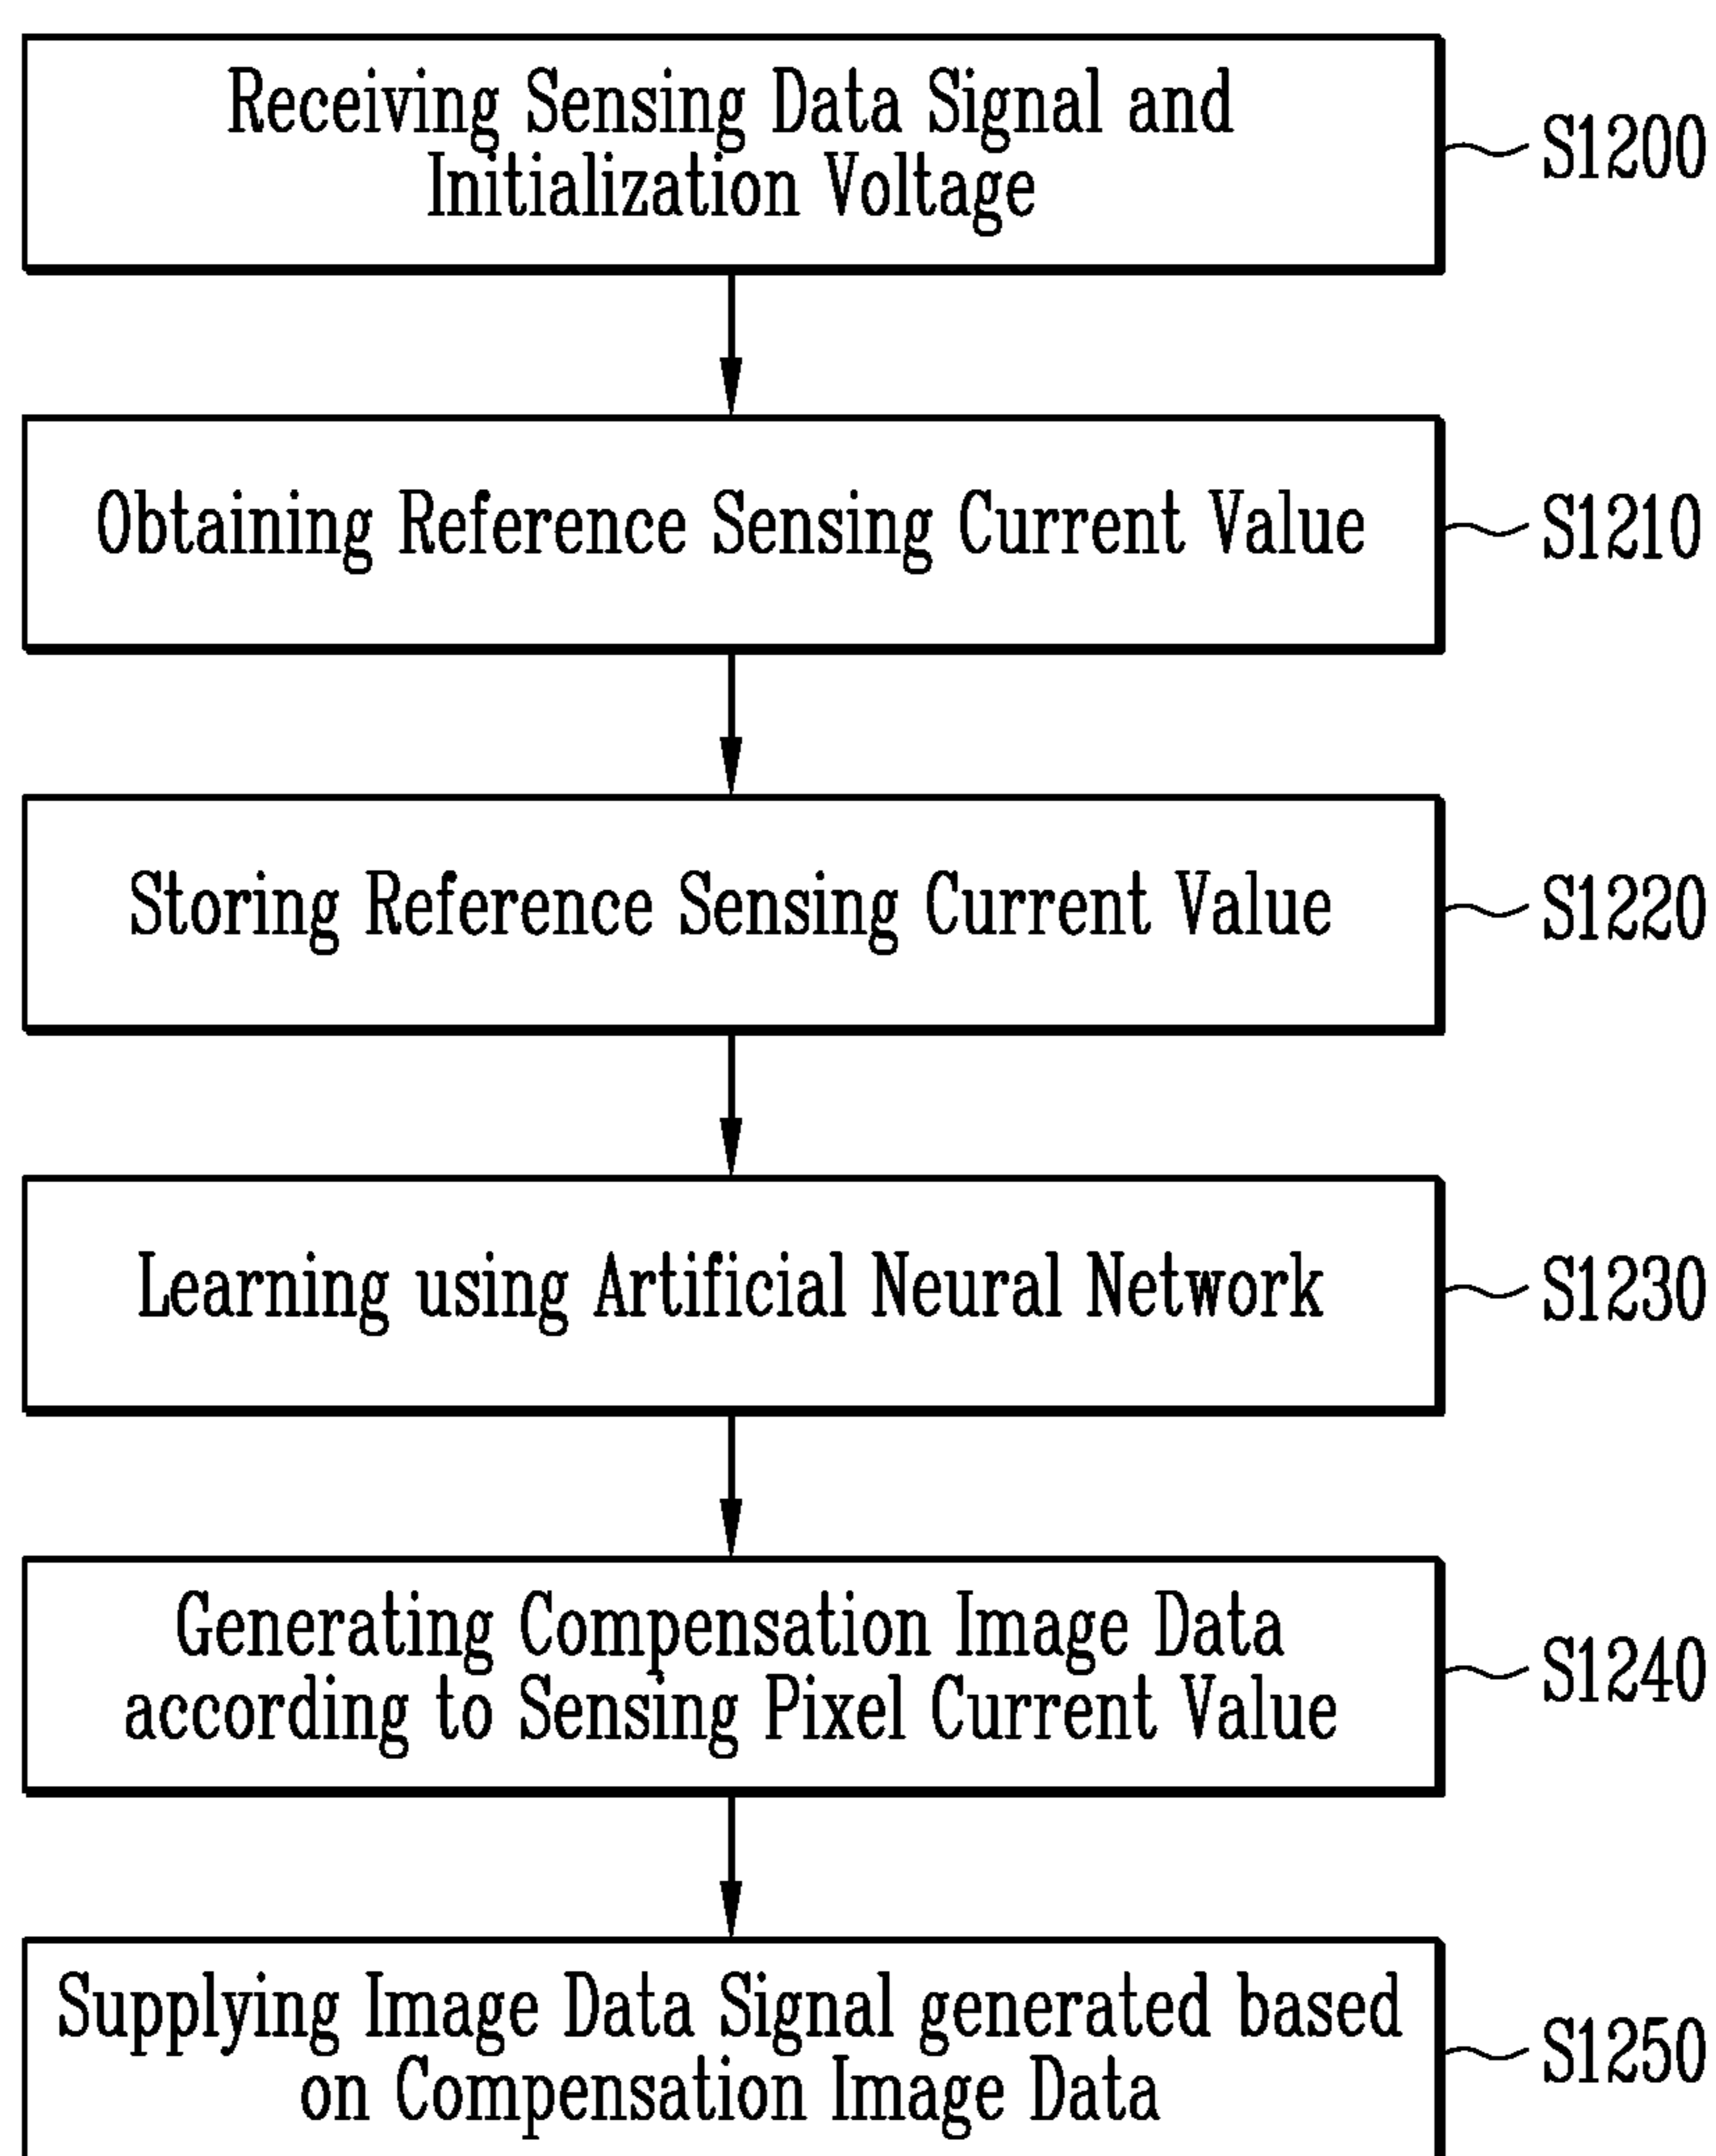 Receiving Sensing Data Signal and
Initialization Voltage
S1200
Obtaining Reference Sensing Current Value
S1210
Storing Reference Sensing Current Value
S1220
Learning using Artificial Neural Network
S1230
Generating Compensation Image Data
according to Sensing Pixel Current Value
S1240
Supplying Image Data Signal generated based
on Compensation Image Data
S1250